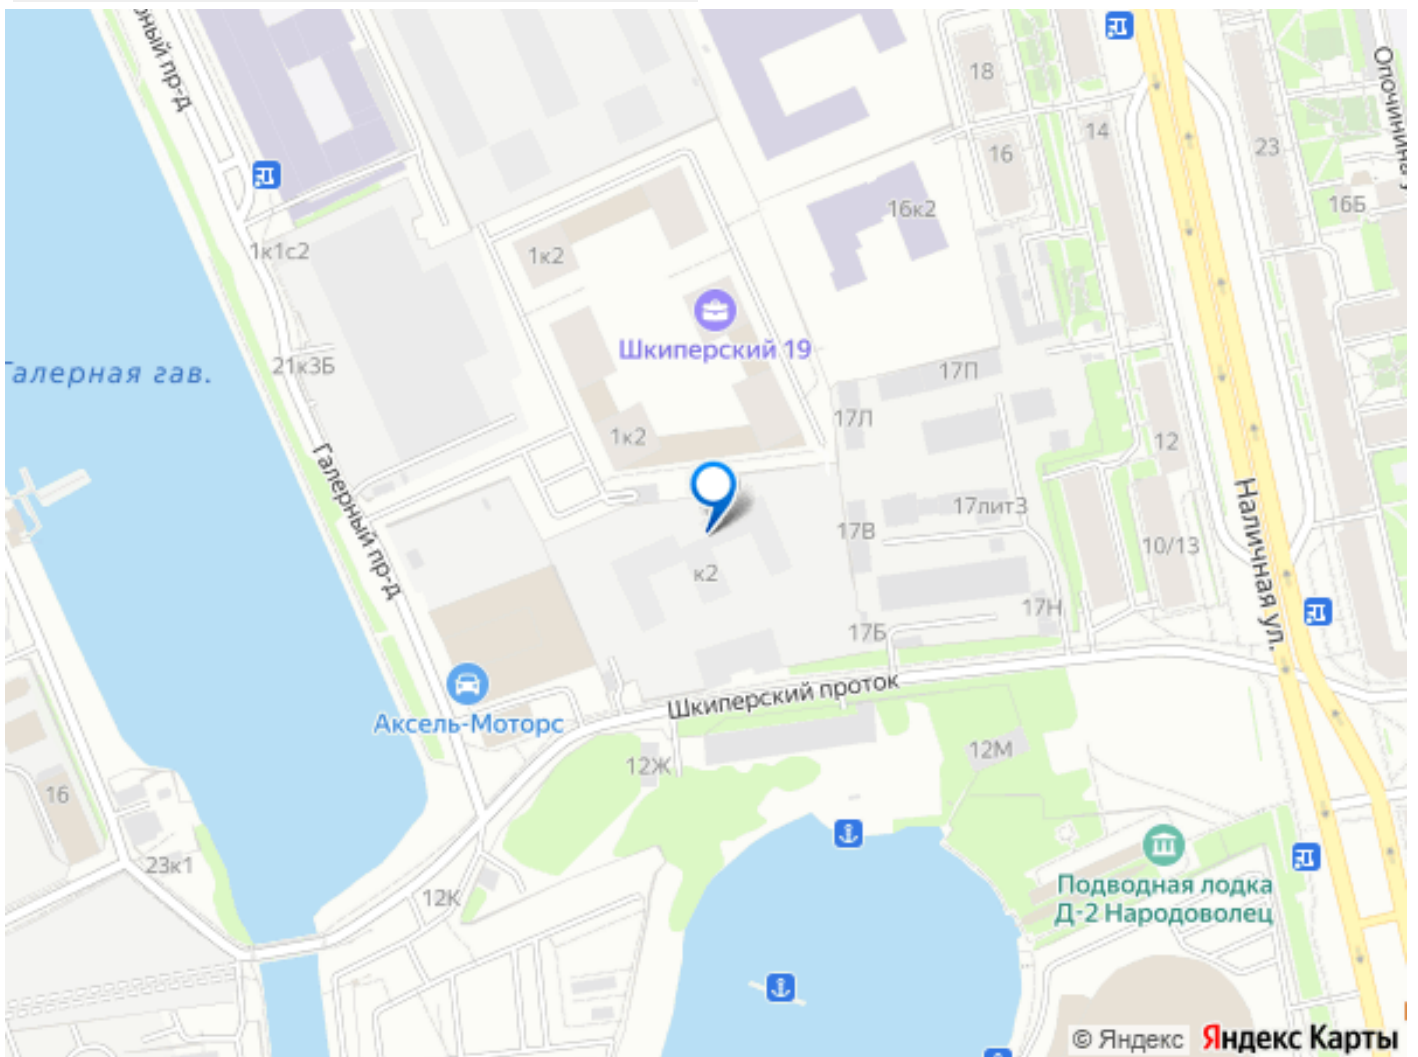 18
Опочинина у
14
23
16
Галерный пр-д
16Б
16к2
1к1с2
1к2
Шкиперский 19
21к3Б
17П
Галерная гав.
17Л
1к2
12
Галерный пр-д
17лит3
Наличная ул.
17В
10/13
к2
17Н
17Б
Шкиперский проток
Аксель-Моторс
12М
12Ж
16
23к1
Подводная лодка
Д-2 Народоволец
12К
© Яндекс Яндекс Карты